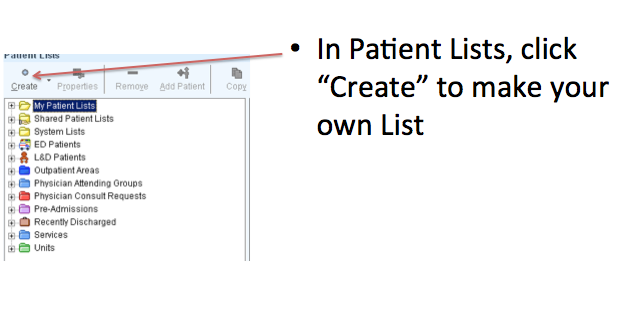 Patient Lists
Create Properties Remove Add Patient Copy
My Patient Lists
Shared Patient Lists
System Lists
ED Patients
L&D Patients
Outpatient Areas
Physician Attending Groups
Physician Consult Requests
Pre-Admissions
Recently Discharged
Services
Units
• In Patient Lists, click
“Create” to make your
own List